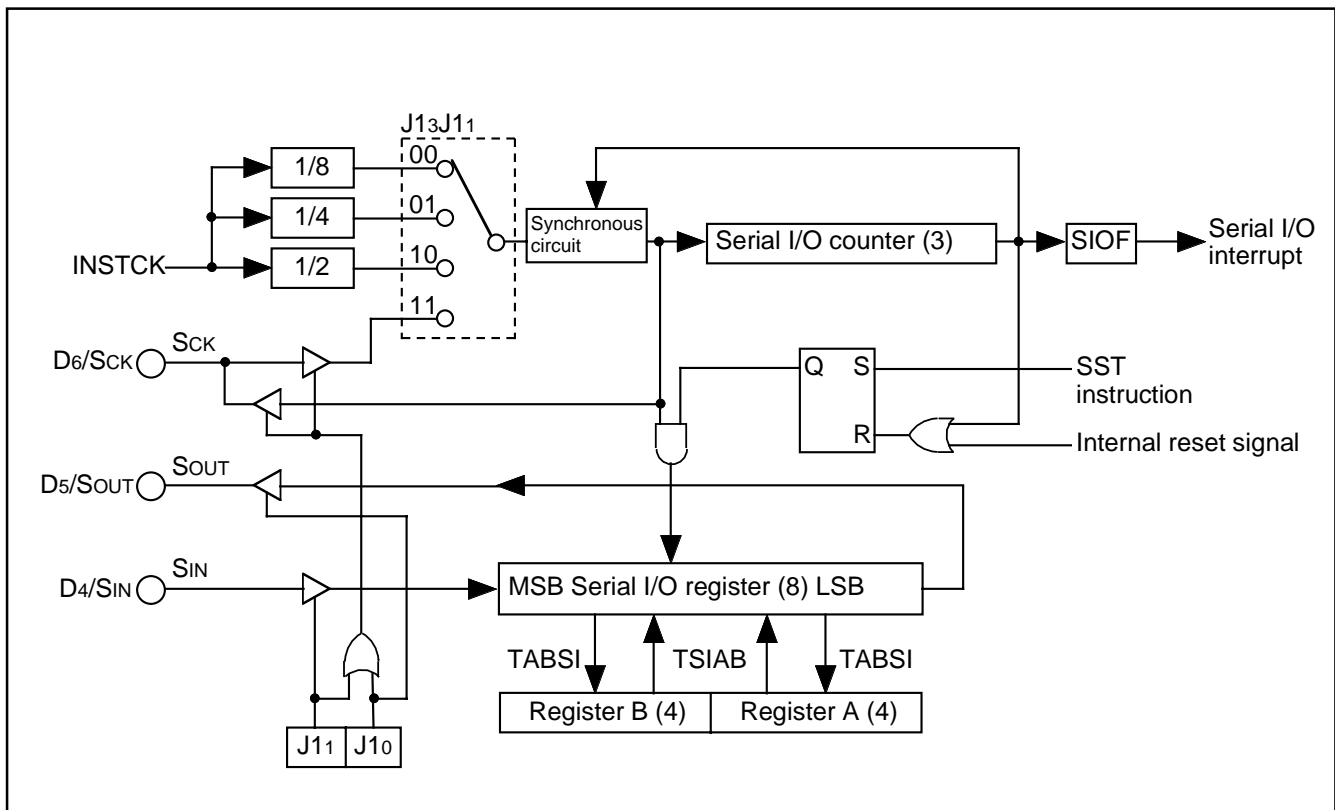 J13J11
00
1/8
01
1/4
10
1/2
11
INSTCK
Synchronous
circuit
Serial I/O counter (3)
SIOF
Serial I/O
interrupt
D6/SCK
SCK
Q
S
R
SST
instruction
Internal reset signal
D5/SOUT
SOUT
D4/SIN
SIN
MSB Serial I/O register (8) LSB
TABSI
TSIAB
TABSI
Register B (4)
Register A (4)
J11
J10